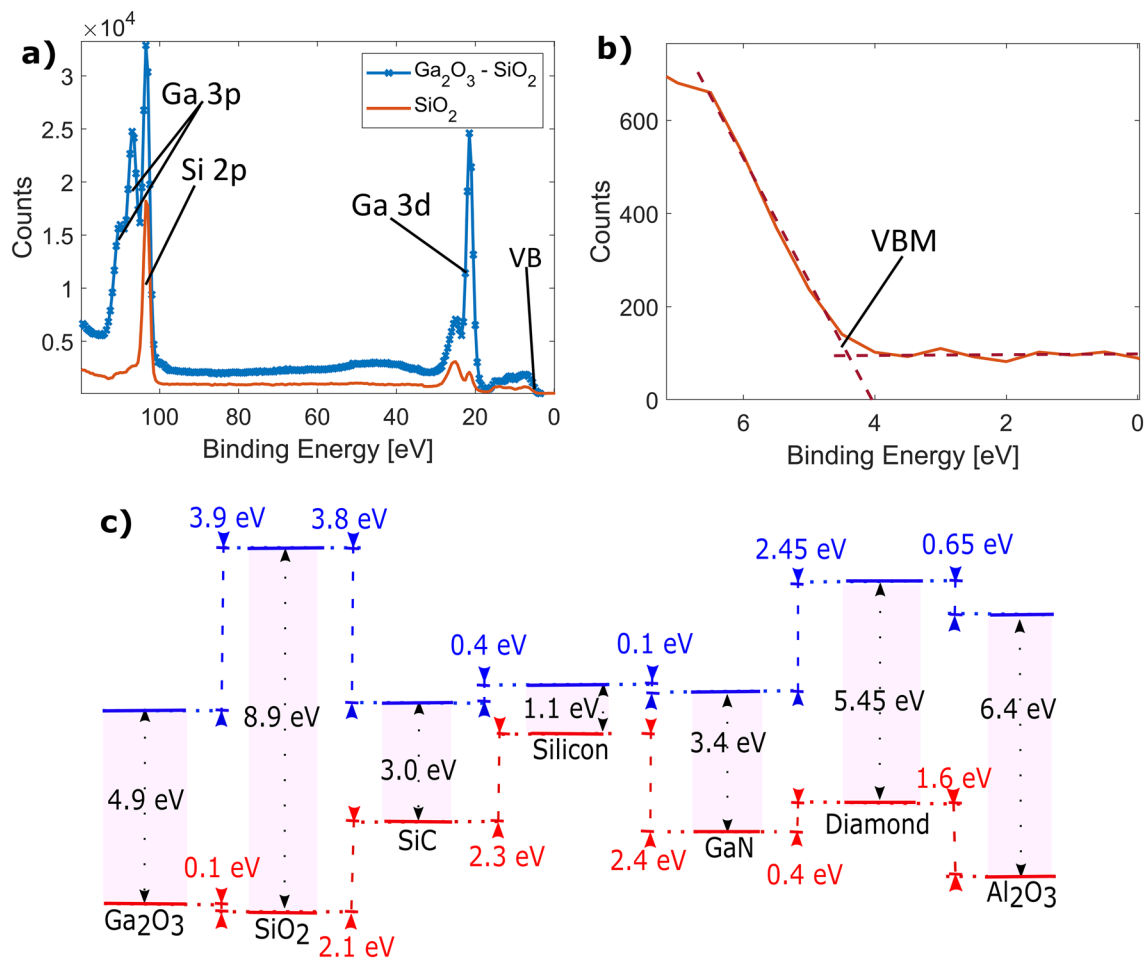 a)
×10⁴
3
2.5
2
1.5
1
0.5
Counts
Ga 3p
Si 2p
Ga 3d
VB
Ga₂O₃ - SiO₂
SiO₂
100 80 60 40 20 0
Binding Energy [eV]
b)
600
400
200
0
Counts
VBM
6 4 2 0
Binding Energy [eV]
c)
3.9 eV 3.8 eV
2.45 eV 0.65 eV
0.4 eV 0.1 eV
8.9 eV 1.1 eV 5.45 eV 6.4 eV
Silicon
4.9 eV 3.0 eV 3.4 eV
1.6 eV
SiC GaN Diamond
0.1 eV 2.3 eV 2.4 eV 0.4 eV
Ga₂O₃ SiO₂ Al₂O₃
2.1 eV